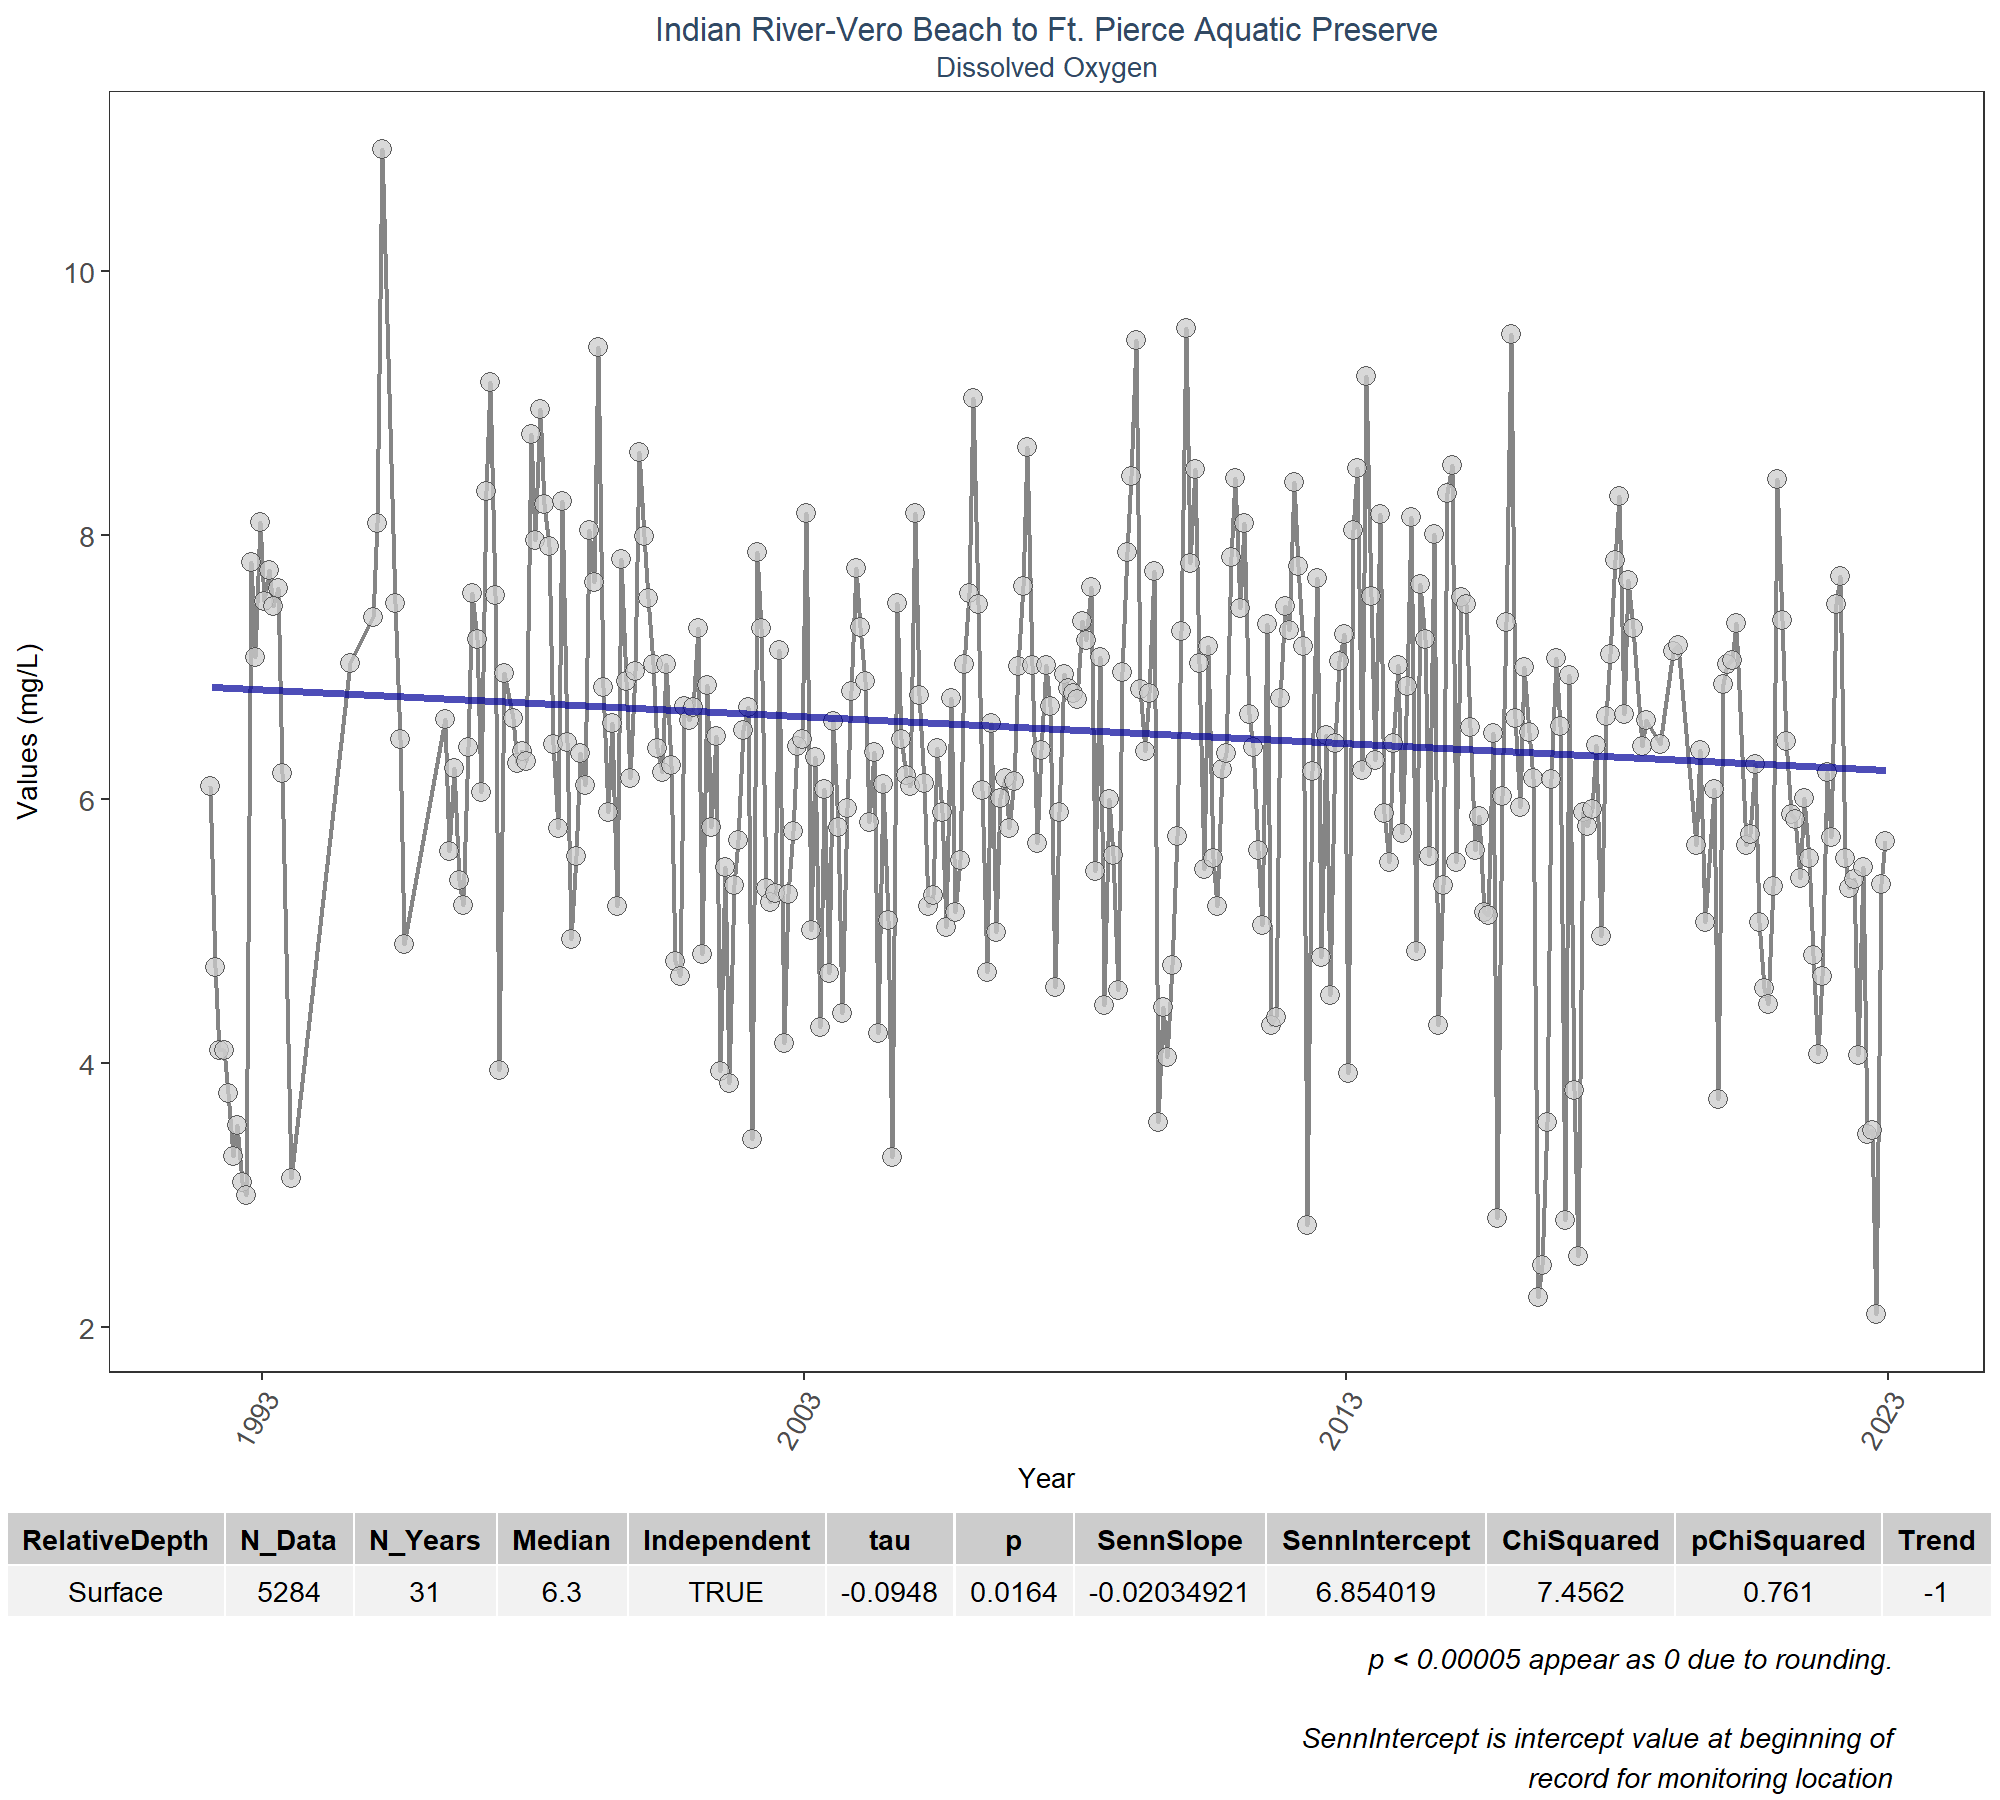 Indian River-Vero Beach to Ft. Pierce Aquatic Preserve
Dissolved Oxygen
Values (mg/L)
10
8
6
4
2
1993 2003 2013 2023
Year
RelativeDepth N_Data N_Years Median Independent tau p SennSlope SennIntercept ChiSquared pChiSquared Trend
Surface 5284 31 6.3 TRUE -0.0948 0.0164 -0.02034921 6.854019 7.4562 0.761 -1
p < 0.00005 appear as 0 due to rounding.
SennIntercept is intercept value at beginning of
record for monitoring location